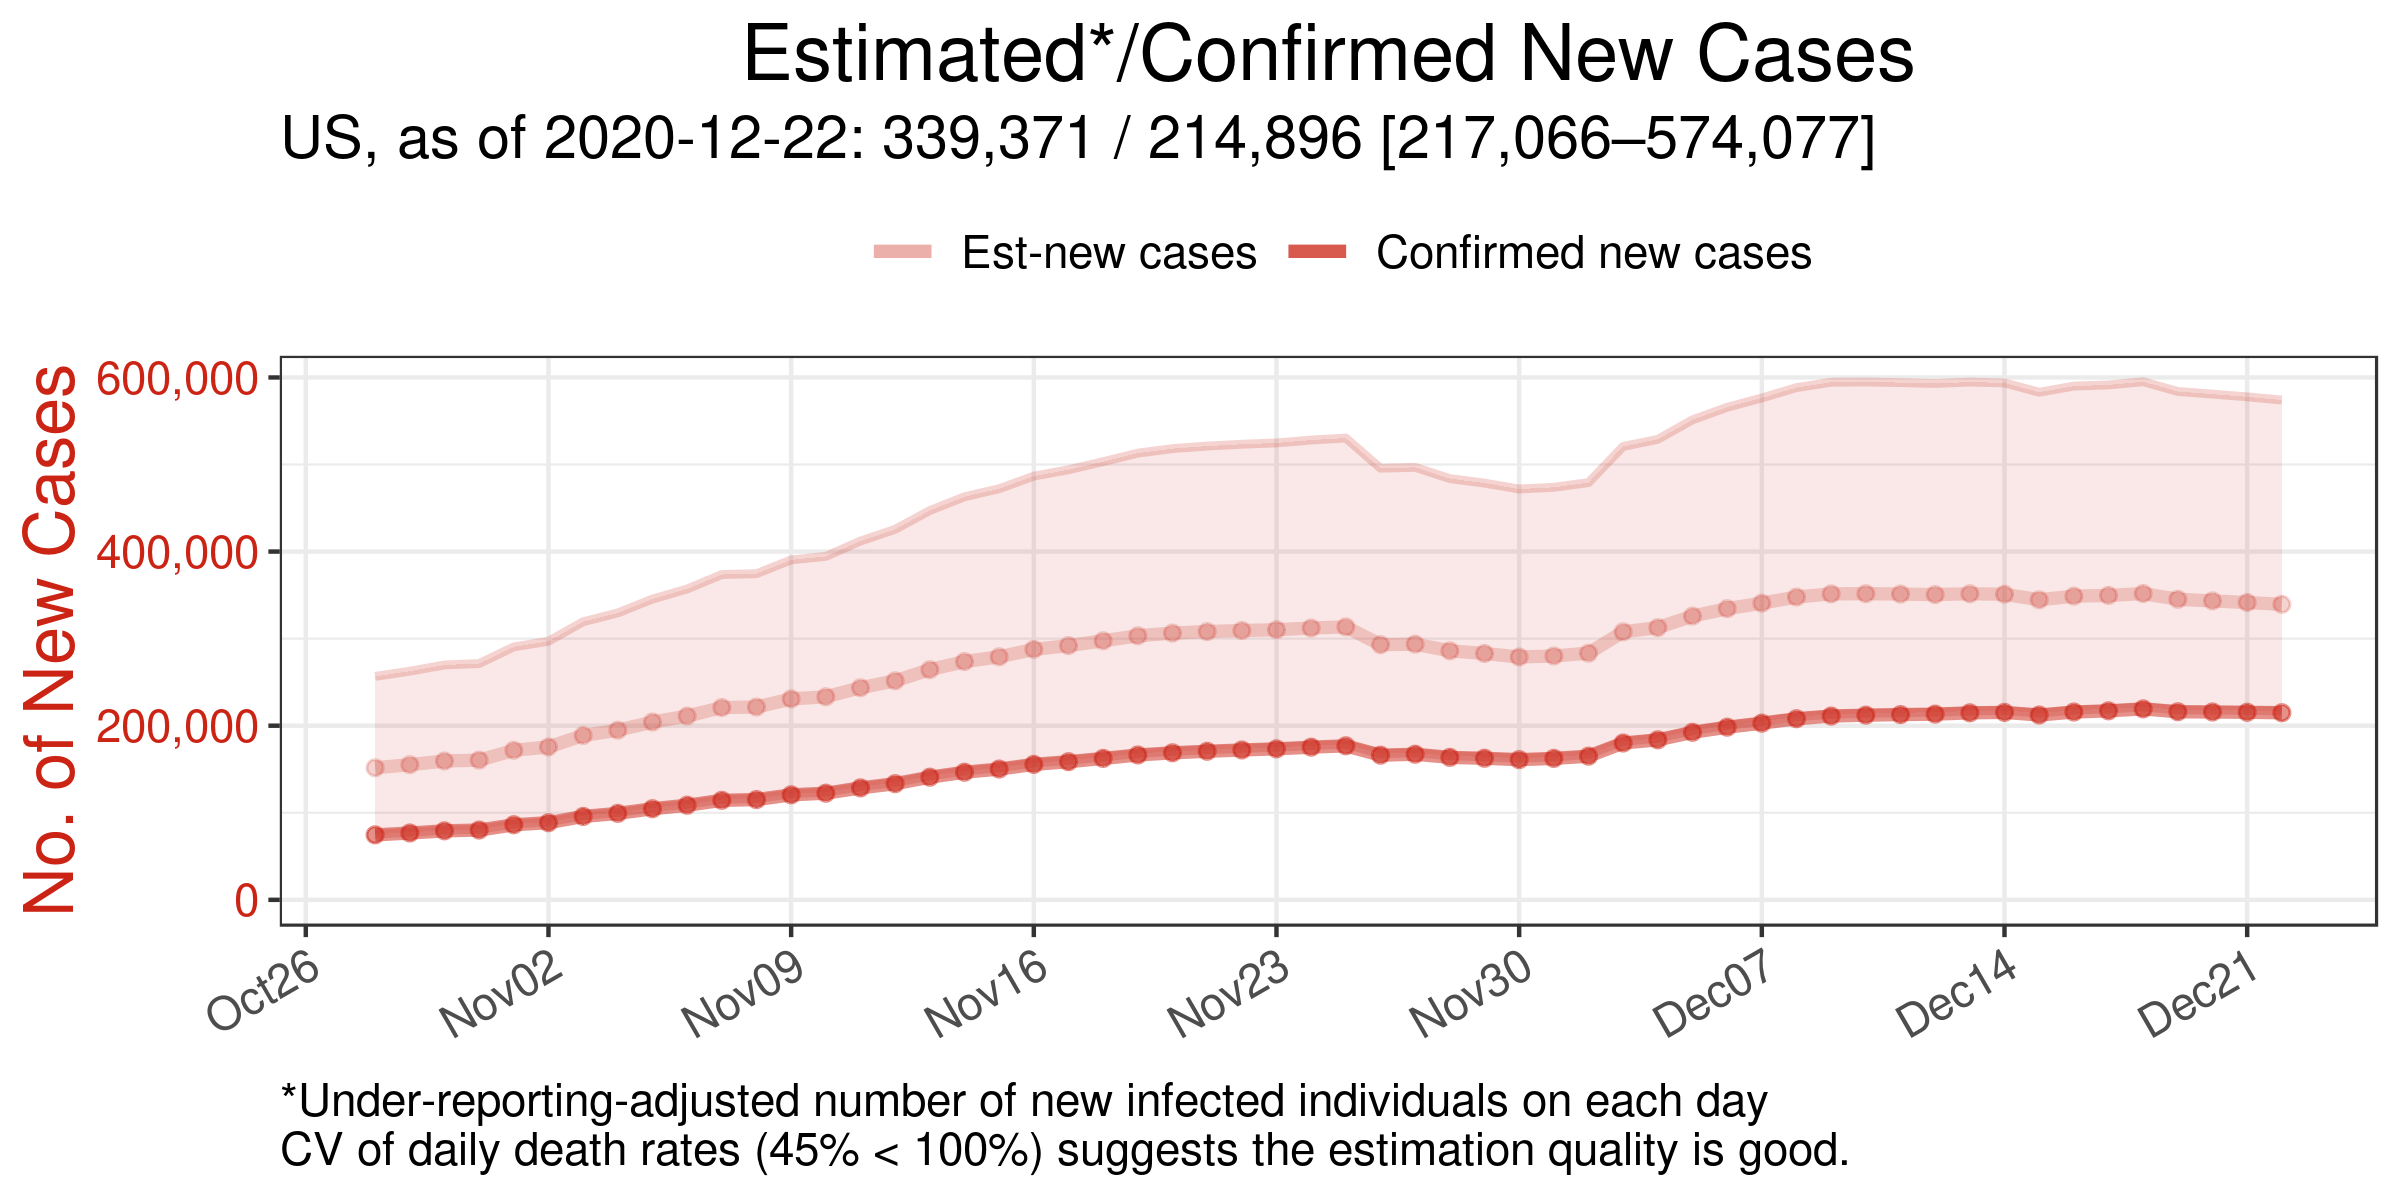 Estimated*/Confirmed New Cases
US, as of 2020-12-22: 339,371 / 214,896 [217,066–574,077]
Est-new cases Confirmed new cases
No. of New Cases
600,000
400,000
200,000
0
Oct26 Nov02 Nov09 Nov16 Nov23 Nov30 Dec07 Dec14 Dec21
*Under-reporting-adjusted number of new infected individuals on each day
CV of daily death rates (45% < 100%) suggests the estimation quality is good.